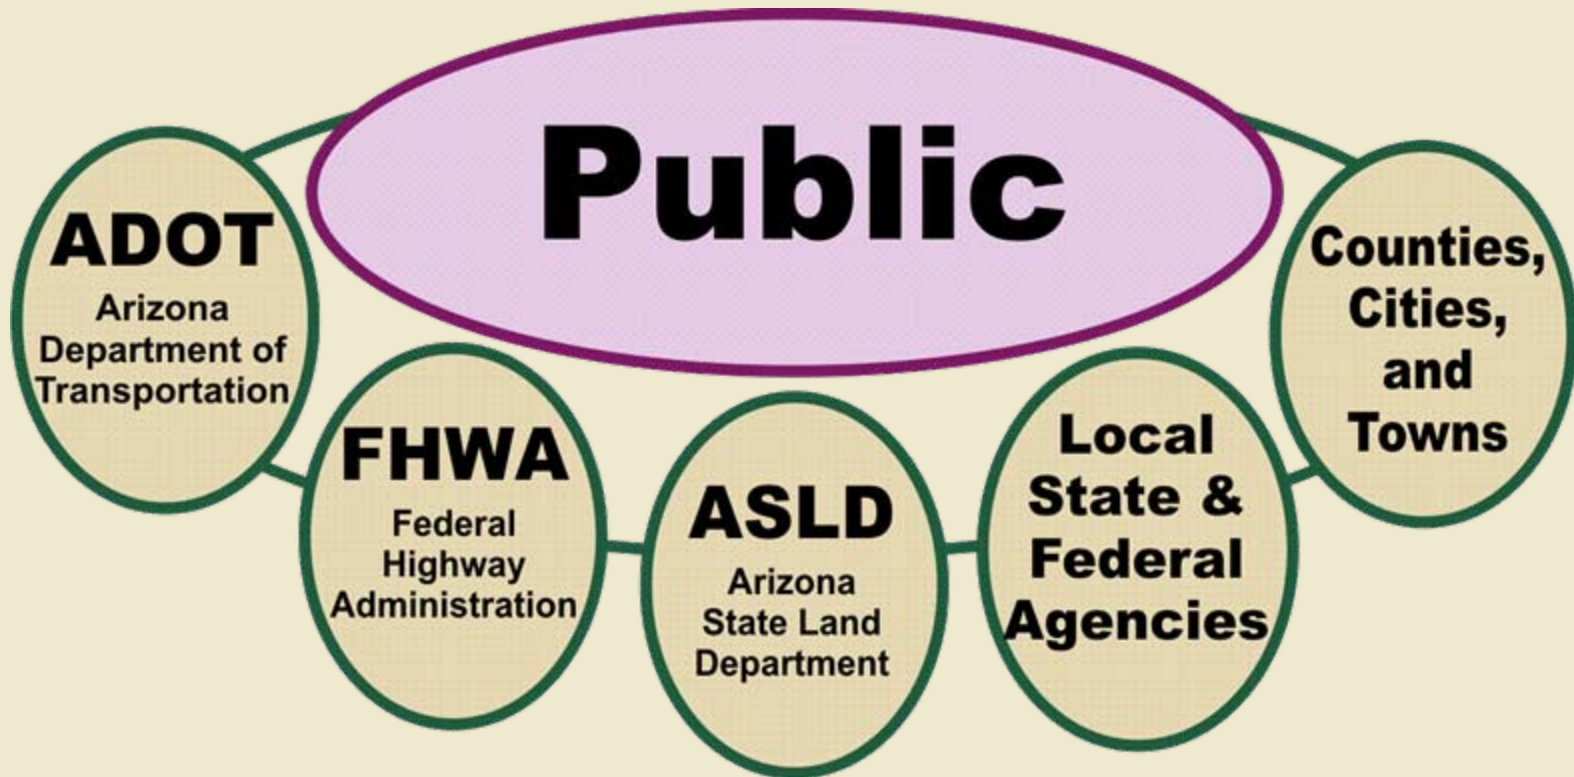 Public
ADOT
Arizona
Department of
Transportation
FHWA
Federal
Highway
Administration
ASLD
Arizona
State Land
Department
Local
State &
Federal
Agencies
Counties,
Cities,
and
Towns